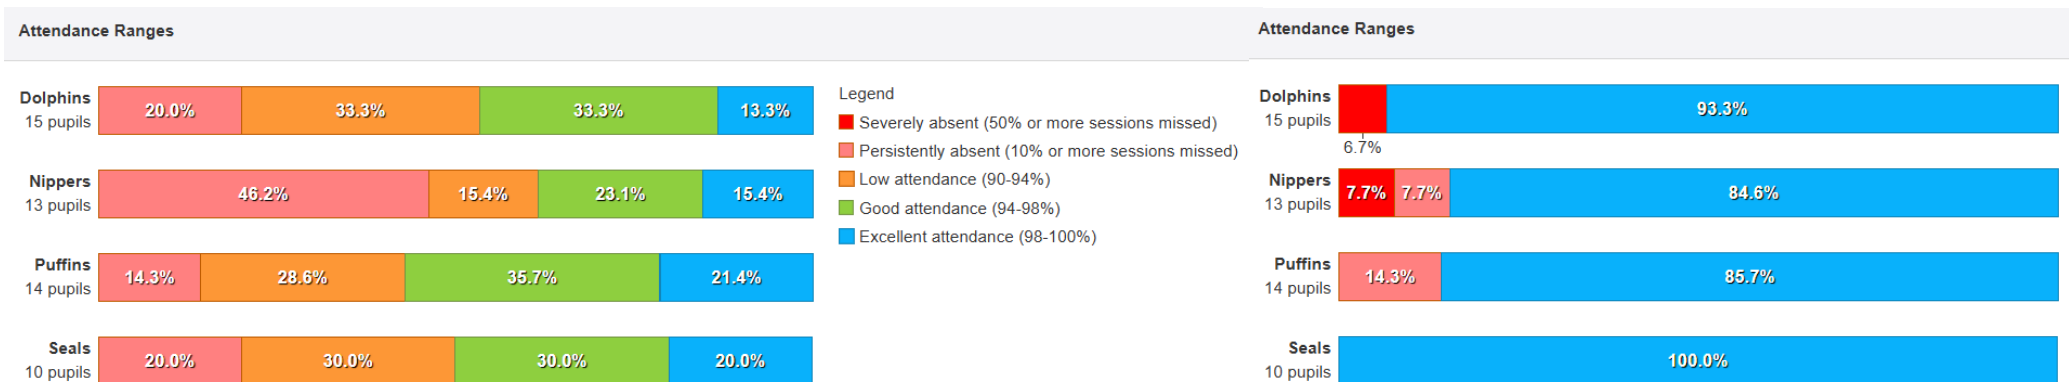 Attendance Ranges
Dolphins
15 pupils
20.0% 33.3% 33.3% 13.3%
Nippers
13 pupils
46.2% 15.4% 23.1% 15.4%
Puffins
14 pupils
14.3% 28.6% 35.7% 21.4%
Seals
10 pupils
20.0% 30.0% 30.0% 20.0%
Legend
Severely absent (50% or more sessions missed)
Persistently absent (10% or more sessions missed)
Low attendance (90-94%)
Good attendance (94-98%)
Excellent attendance (98-100%)
Attendance Ranges
Dolphins
15 pupils
93.3%
6.7%
Nippers
13 pupils
7.7% 7.7% 84.6%
Puffins
14 pupils
14.3% 85.7%
Seals
10 pupils
100.0%